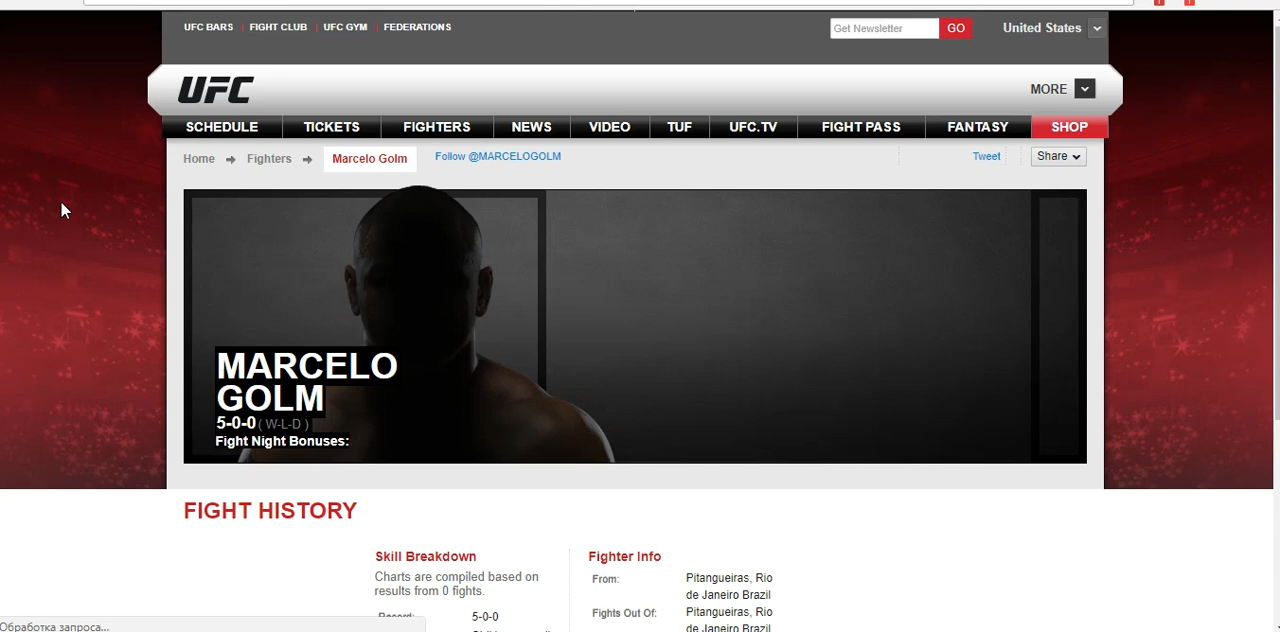 UFC BARS FIGHT CLUB UFC GYM FEDERATIONS
Get Newsletter GO United States
UFC
MORE
SCHEDULE TICKETS FIGHTERS NEWS VIDEO TUF UFC.TV FIGHT PASS FANTASY SHOP
Home Fighters Marcelo Golm Follow @MARCELOGOLM Tweet Share
MARCELO
GOLM
5-0-0 ( W-L-D )
Fight Night Bonuses:
FIGHT HISTORY
Skill Breakdown
Charts are compiled based on
results from 0 fights.
Record: 5-0-0
Fighter Info
From: Pitangueiras, Rio
de Janeiro Brazil
Fights Out Of: Pitangueiras, Rio
de Janeiro Brazil
Обработка запроса...